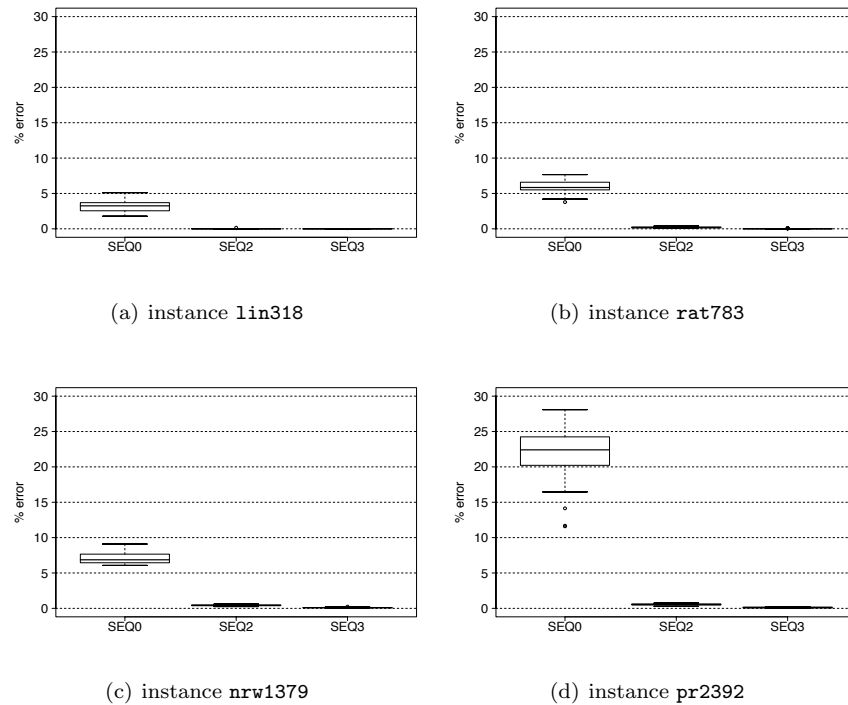 30
25
20
15
10
5
0
% error
SEQ0 SEQ2 SEQ3
(a) instance lin318
30
25
20
15
10
5
0
% error
SEQ0 SEQ2 SEQ3
(b) instance rat783
30
25
20
15
10
5
0
% error
SEQ0 SEQ2 SEQ3
(c) instance nrw1379
30
25
20
15
10
5
0
% error
SEQ0 SEQ2 SEQ3
(d) instance pr2392